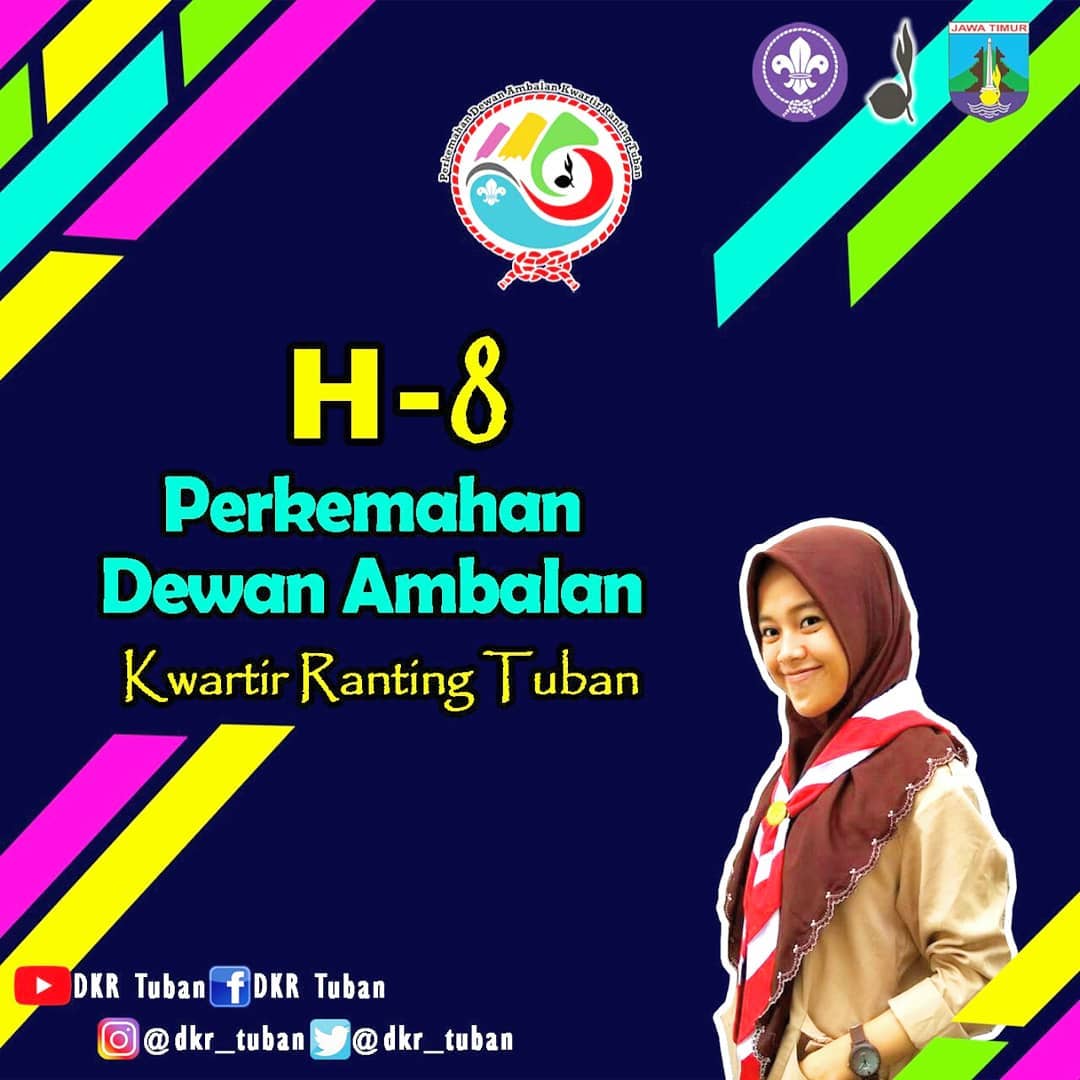 JAWA TIMUR
Perkemahan Dewan Ambalan Kwartir Ranting Tuban
H-8
Perkemahan
Dewan Ambalan
Kwartir Ranting Tuban
DKR Tuban DKR Tuban
@dkr_tuban @dkr_tuban